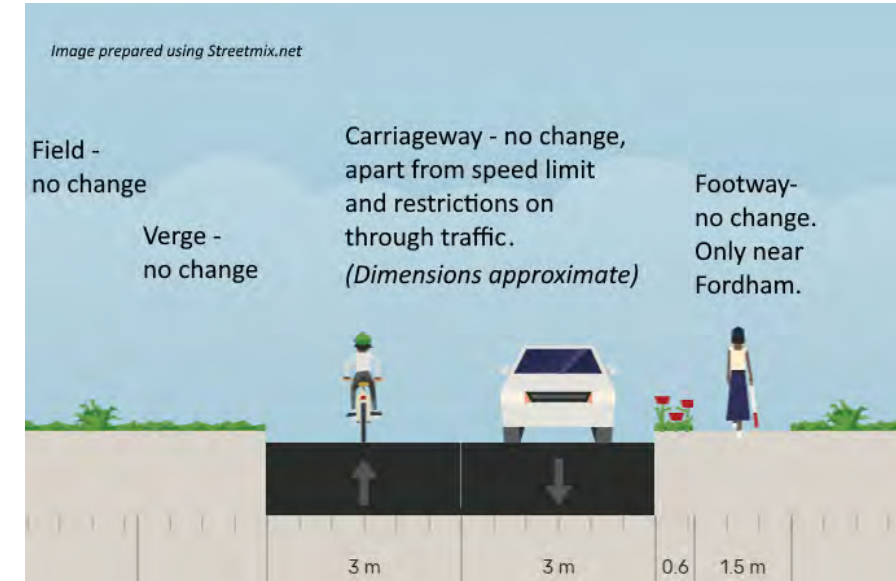 Image prepared using Streetmix.net
Field -
no change
Verge -
no change
Carriageway - no change,
apart from speed limit
and restrictions on
through traffic.
(Dimensions approximate)
Footway-
no change.
Only near
Fordham.
3 m
3 m
0.6
1.5 m